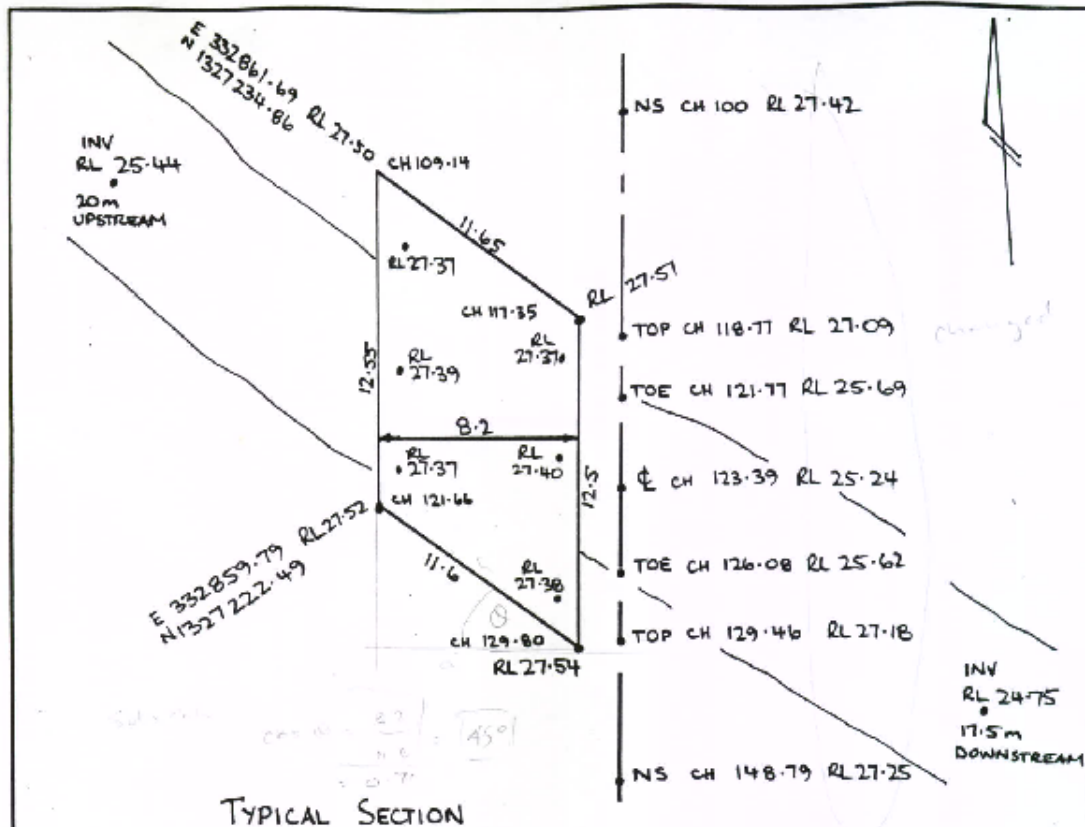 E 332861.69
N 1327234.86
RL 27.50
CH 109.14
INV
RL 25.44
20m
UPSTREAM
11.65
RL 27.37
RL 27.51
CH 117.35
RL
27.37
12.55
RL
27.39
8.2
RL
27.37
RL
27.40
12.5
CH 121.66
RL 27.52
E 332859.79
N 1327222.49
11.6
RL
27.38
θ
CH 129.80
RL 27.54
NS CH 100 RL 27.42
TOP CH 118.77 RL 27.09
changed
TOE CH 121.77 RL 25.69
℄ CH 123.39 RL 25.24
TOE CH 126.08 RL 25.62
TOP CH 129.46 RL 27.18
INV
RL 24.75
17.5m
DOWNSTREAM
NS CH 148.79 RL 27.25
45°
TYPICAL SECTION